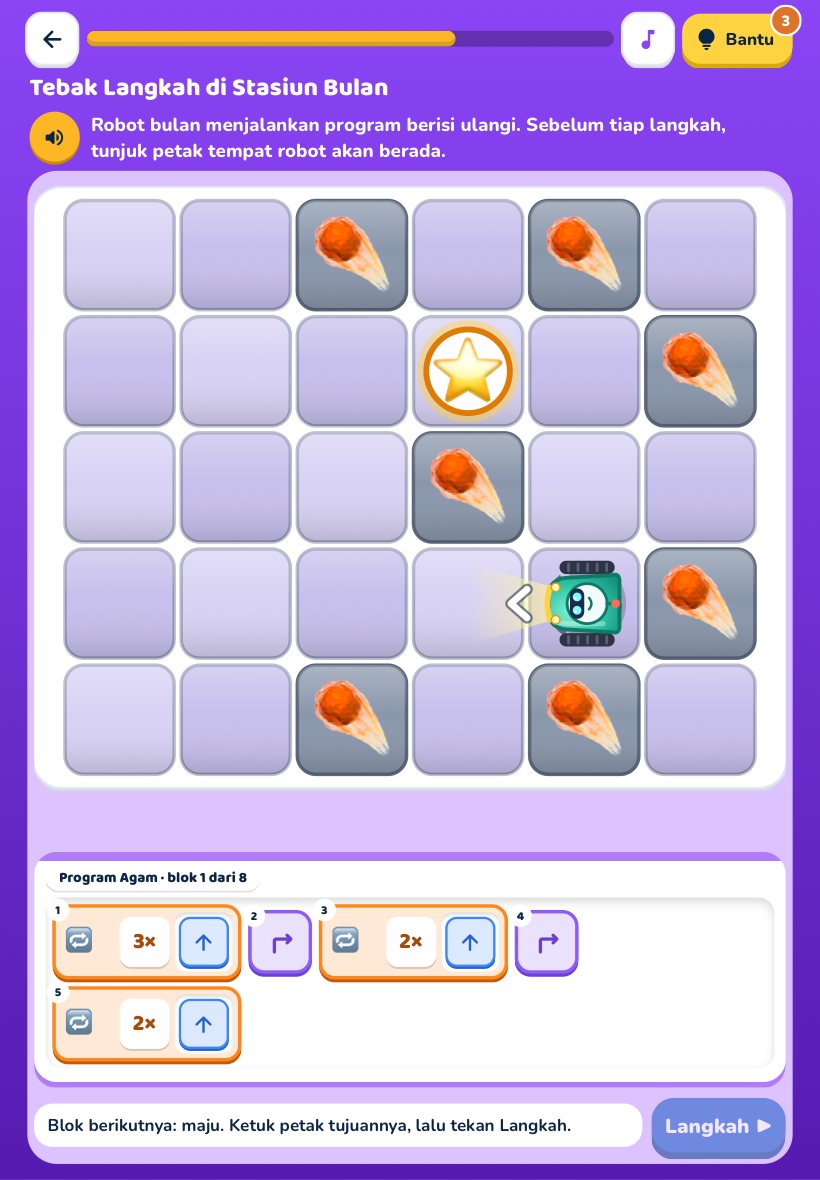 3
Bantu
Tebak Langkah di Stasiun Bulan
Robot bulan menjalankan program berisi ulangi. Sebelum tiap langkah,
tunjuk petak tempat robot akan berada.
Program Agam · blok 1 dari 8
1
3×
2
3
2×
4
5
2×
Blok berikutnya: maju. Ketuk petak tujuannya, lalu tekan Langkah.
Langkah